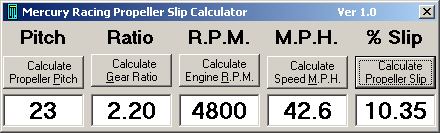 Mercury Racing Propeller Slip Calculator Ver 1.0
Pitch Ratio R.P.M. M.P.H. % Slip
Calculate Calculate Calculate Calculate Calculate
Propeller Pitch Gear Ratio Engine R.P.M. Speed M.P.H. Propeller Slip
23 2.20 4800 42.6 10.35